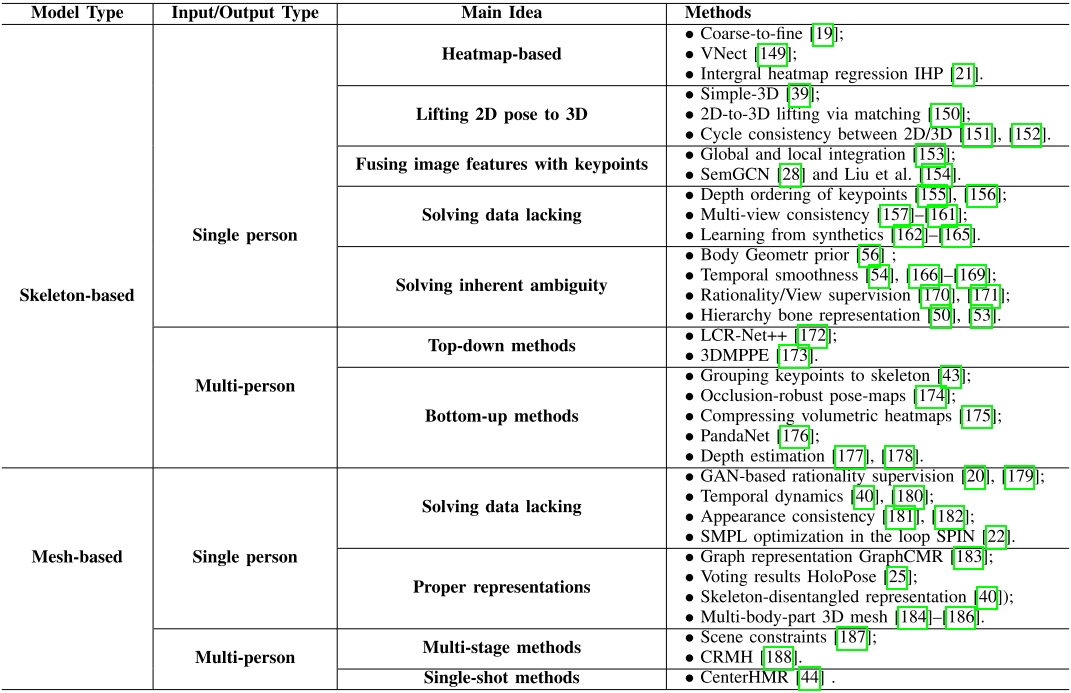 Model Type Input/Output Type Main Idea Methods
Skeleton-based
Single person
Heatmap-based
• Coarse-to-fine [19];
• VNect [149];
• Intergral heatmap regression IHP [21].
Lifting 2D pose to 3D
• Simple-3D [39];
• 2D-to-3D lifting via matching [150];
• Cycle consistency between 2D/3D [151], [152].
Fusing image features with keypoints
• Global and local integration [153];
• SemGCN [28] and Liu et al. [154].
Solving data lacking
• Depth ordering of keypoints [155], [156];
• Multi-view consistency [157]–[161];
• Learning from synthetics [162]–[165].
Solving inherent ambiguity
• Body Geometr prior [56] ;
• Temporal smoothness [54], [166]–[169];
• Rationality/View supervision [170], [171];
• Hierarchy bone representation [50], [53].
Multi-person
Top-down methods
• LCR-Net++ [172];
• 3DMPPE [173].
Bottom-up methods
• Grouping keypoints to skeleton [43];
• Occlusion-robust pose-maps [174];
• Compressing volumetric heatmaps [175];
• PandaNet [176];
• Depth estimation [177], [178].
Mesh-based
Single person
Solving data lacking
• GAN-based rationality supervision [20], [179];
• Temporal dynamics [40], [180];
• Appearance consistency [181], [182];
• SMPL optimization in the loop SPIN [22].
Proper representations
• Graph representation GraphCMR [183];
• Voting results HoloPose [25];
• Skeleton-disentangled representation [40]);
• Multi-body-part 3D mesh [184]–[186].
Multi-person
Multi-stage methods
• Scene constraints [187];
• CRMH [188].
Single-shot methods
• CenterHMR [44] .